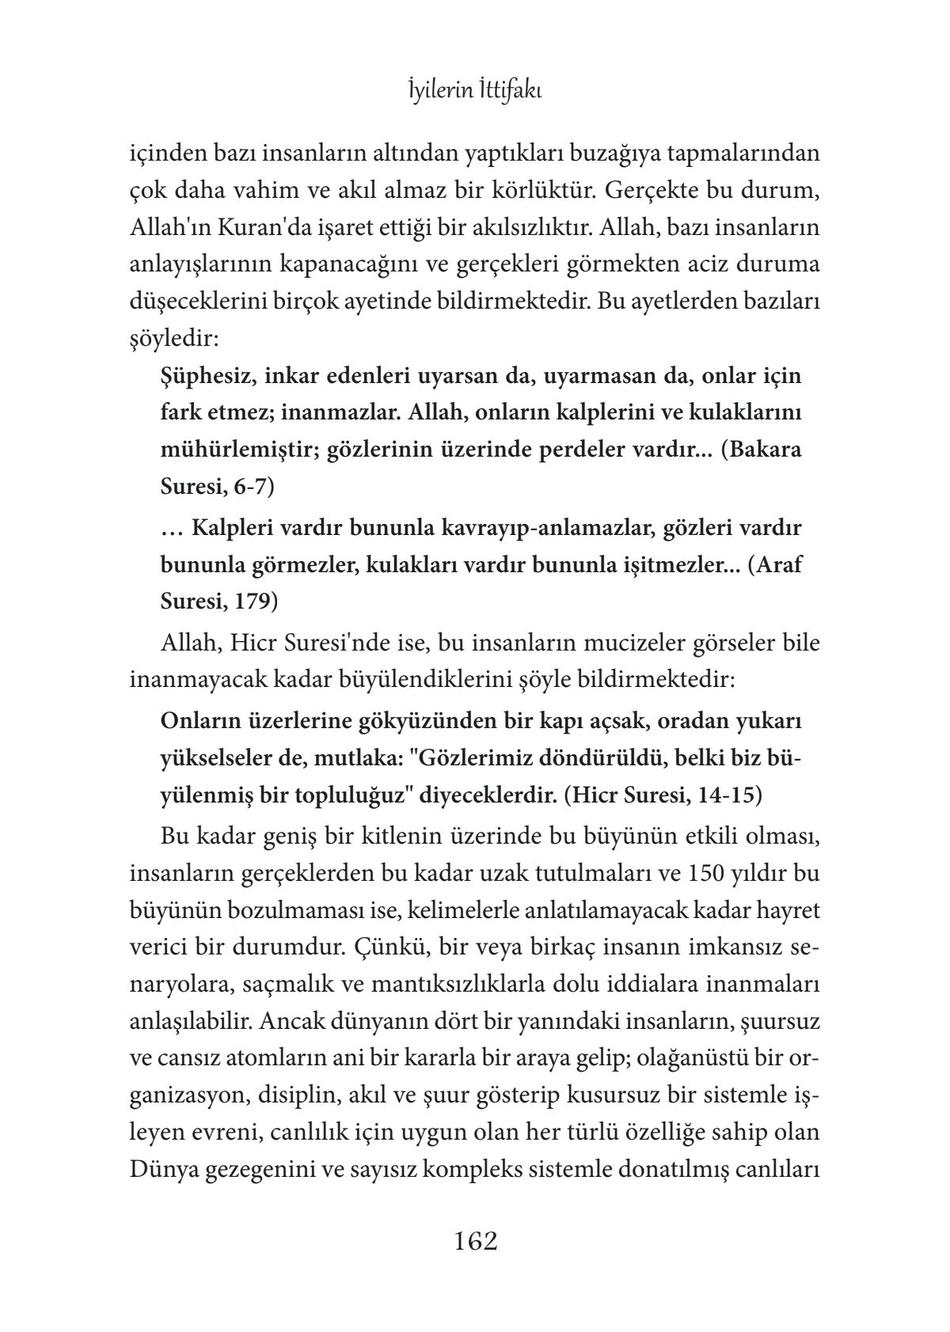 İyilerin İttifakı
içinden bazı insanların altından yaptıkları buzağıya tapmalarından
çok daha vahim ve akıl almaz bir körlüktür. Gerçekte bu durum,
Allah'ın Kuran'da işaret ettiği bir akılsızlıktır. Allah, bazı insanların
anlayışlarının kapanacağını ve gerçekleri görmekten aciz duruma
düşeceklerini birçok ayetinde bildirmektedir. Bu ayetlerden bazıları
şöyledir:
Şüphesiz, inkar edenleri uyarsan da, uyarmasan da, onlar için
fark etmez; inanmazlar. Allah, onların kalplerini ve kulaklarını
mühürlemiştir; gözlerinin üzerinde perdeler vardır... (Bakara
Suresi, 6-7)
… Kalpleri vardır bununla kavrayıp-anlamazlar, gözleri vardır
bununla görmezler, kulakları vardır bununla işitmezler... (Araf
Suresi, 179)
Allah, Hicr Suresi'nde ise, bu insanların mucizeler görseler bile
inanmayacak kadar büyülendiklerini şöyle bildirmektedir:
Onların üzerlerine gökyüzünden bir kapı açsak, oradan yukarı
yükselseler de, mutlaka: "Gözlerimiz döndürüldü, belki biz bü-
yülenmiş bir topluluğuz" diyeceklerdir. (Hicr Suresi, 14-15)
Bu kadar geniş bir kitlenin üzerinde bu büyünün etkili olması,
insanların gerçeklerden bu kadar uzak tutulmaları ve 150 yıldır bu
büyünün bozulmaması ise, kelimelerle anlatılamayacak kadar hayret
verici bir durumdur. Çünkü, bir veya birkaç insanın imkansız se-
naryolara, saçmalık ve mantıksızlıklarla dolu iddialara inanmaları
anlaşılabilir. Ancak dünyanın dört bir yanındaki insanların, şuursuz
ve cansız atomların ani bir kararla bir araya gelip; olağanüstü bir or-
ganizasyon, disiplin, akıl ve şuur gösterip kusursuz bir sistemle iş-
leyen evreni, canlılık için uygun olan her türlü özelliğe sahip olan
Dünya gezegenini ve sayısız kompleks sistemle donatılmış canlıları
162